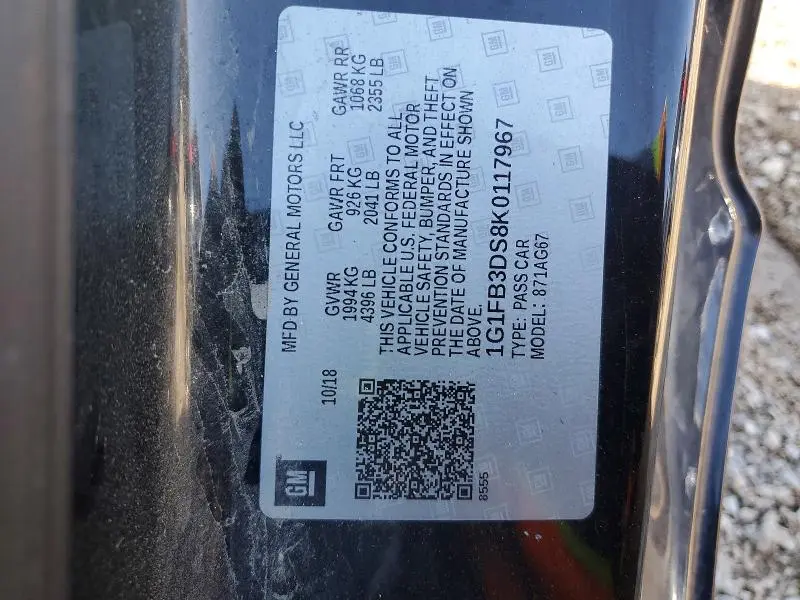 MFD BY GENERAL MOTORS LLC
10/18
GVWR
1994 KG
4396 LB
GAWR FRT
926 KG
2041 LB
GAWR RR
1068 KG
2355 LB
THIS VEHICLE CONFORMS TO ALL
APPLICABLE U.S. FEDERAL MOTOR
VEHICLE SAFETY, BUMPER, AND THEFT
PREVENTION STANDARDS IN EFFECT ON
THE DATE OF MANUFACTURE SHOWN
ABOVE.
1G1FB3DS8K0117967
TYPE: PASS CAR
MODEL: 871AG67
GM
8555